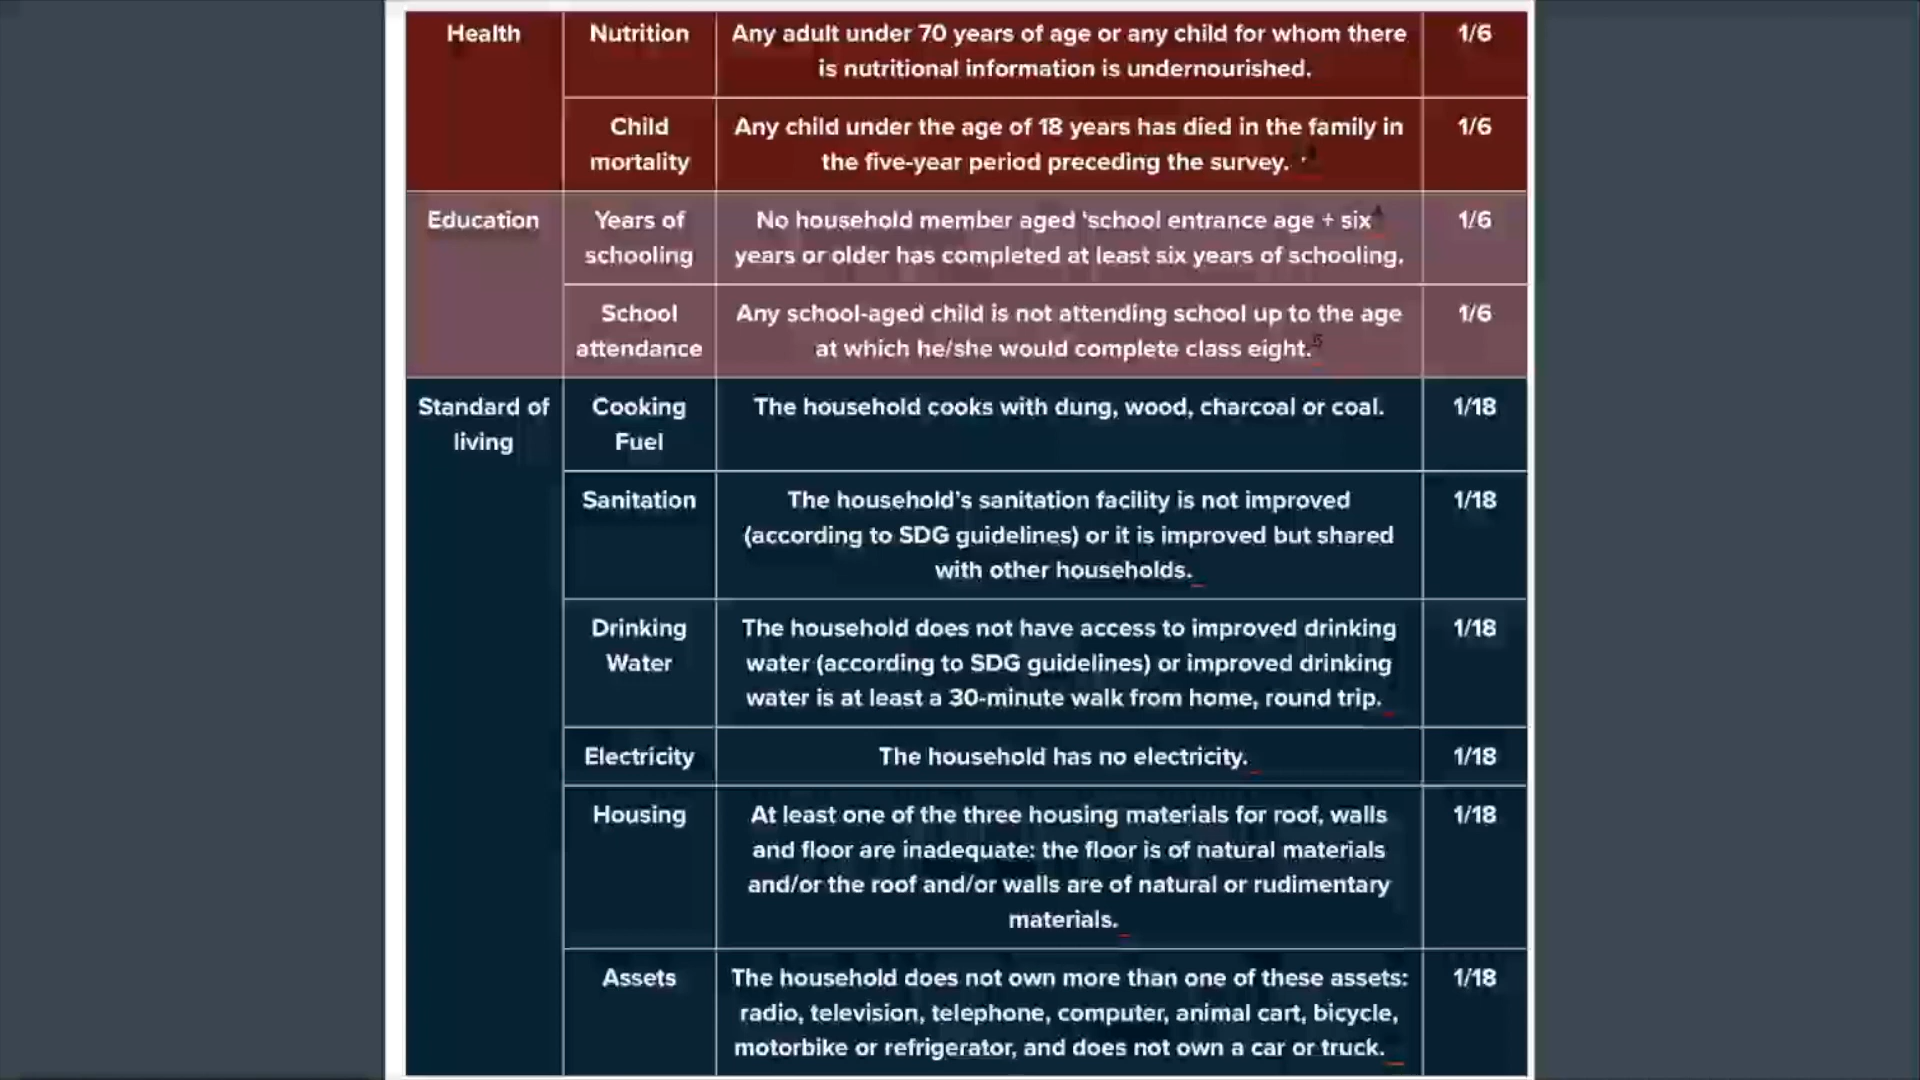 Health
Nutrition
Any adult under 70 years of age or any child for whom there
is nutritional information is undernourished.
1/6
Child
mortality
Any child under the age of 18 years has died in the family in
the five-year period preceding the survey.
1/6
Education
Years of
schooling
No household member aged ‘school entrance age + six
years or older has completed at least six years of schooling.
1/6
School
attendance
Any school-aged child is not attending school up to the age
at which he/she would complete class eight.
1/6
Standard of
living
Cooking
Fuel
The household cooks with dung, wood, charcoal or coal.
1/18
Sanitation
The household’s sanitation facility is not improved
(according to SDG guidelines) or it is improved but shared
with other households.
1/18
Drinking
Water
The household does not have access to improved drinking
water (according to SDG guidelines) or improved drinking
water is at least a 30-minute walk from home, round trip.
1/18
Electricity
The household has no electricity.
1/18
Housing
At least one of the three housing materials for roof, walls
and floor are inadequate: the floor is of natural materials
and/or the roof and/or walls are of natural or rudimentary
materials.
1/18
Assets
The household does not own more than one of these assets:
radio, television, telephone, computer, animal cart, bicycle,
motorbike or refrigerator, and does not own a car or truck.
1/18